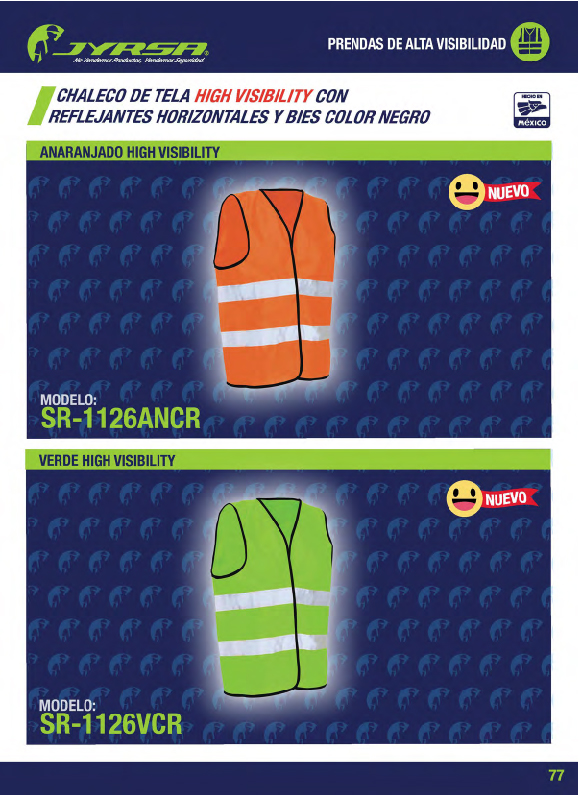 JYRSA®
No Vendemos Productos, Vendemos Seguridad
PRENDAS DE ALTA VISIBILIDAD
CHALECO DE TELA HIGH VISIBILITY CON
REFLEJANTES HORIZONTALES Y BIES COLOR NEGRO
HECHO EN
méxico
ANARANJADO HIGH VISIBILITY
NUEVO
MODELO:
SR-1126ANCR
VERDE HIGH VISIBILITY
NUEVO
MODELO:
SR-1126VCR
77